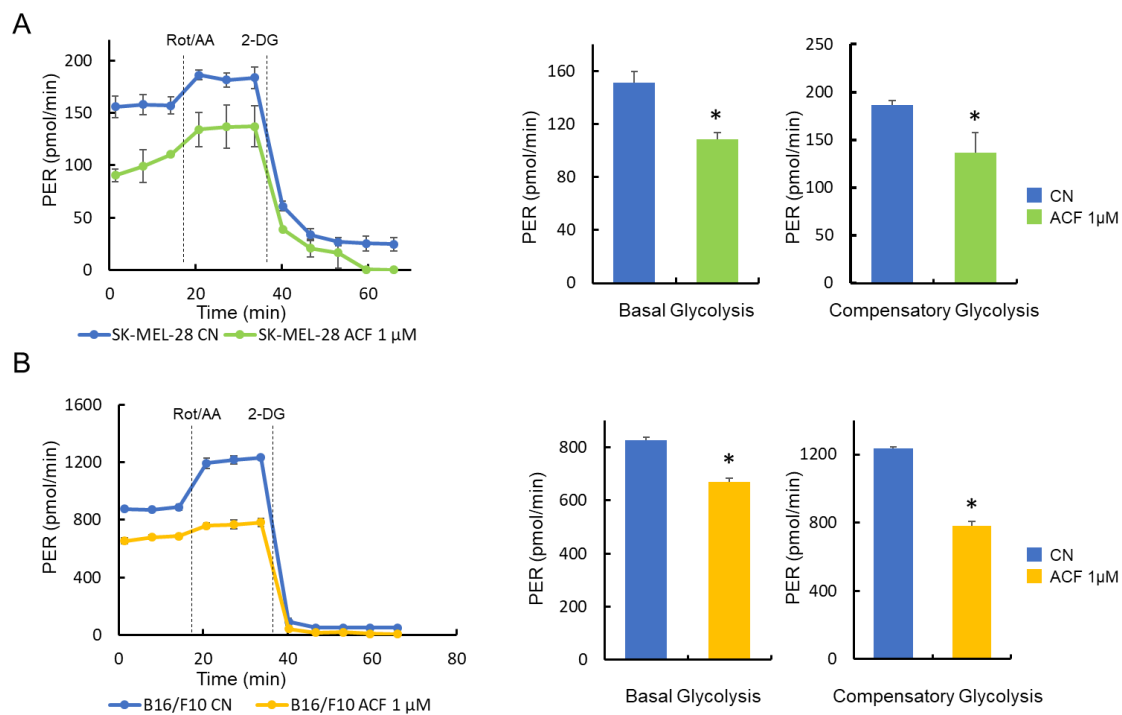 A
Rot/AA
2-DG
PER (pmol/min)
200
150
100
50
0
0
20
40
60
Time (min)
SK-MEL-28 CN
SK-MEL-28 ACF 1 µM
PER (pmol/min)
160
120
80
40
0
*
Basal Glycolysis
PER (pmol/min)
250
200
150
100
50
0
*
Compensatory Glycolysis
CN
ACF 1µM
B
Rot/AA
2-DG
PER (pmol/min)
1600
1200
800
400
0
0
20
40
60
80
Time (min)
B16/F10 CN
B16/F10 ACF 1 µM
PER (pmol/min)
800
600
400
200
0
*
Basal Glycolysis
PER (pmol/min)
1200
800
400
0
*
Compensatory Glycolysis
CN
ACF 1µM